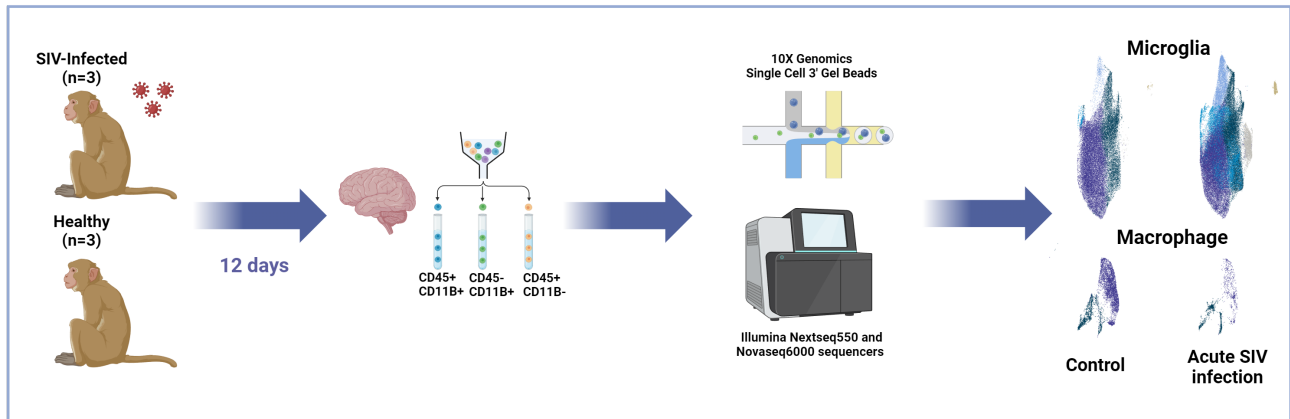 SIV-Infected
(n=3)
Healthy
(n=3)
12 days
CD45+
CD11B+
CD45-
CD11B+
CD45+
CD11B-
10X Genomics
Single Cell 3' Gel Beads
Illumina Nextseq550 and
Novaseq6000 sequencers
Microglia
Macrophage
Control
Acute SIV
infection